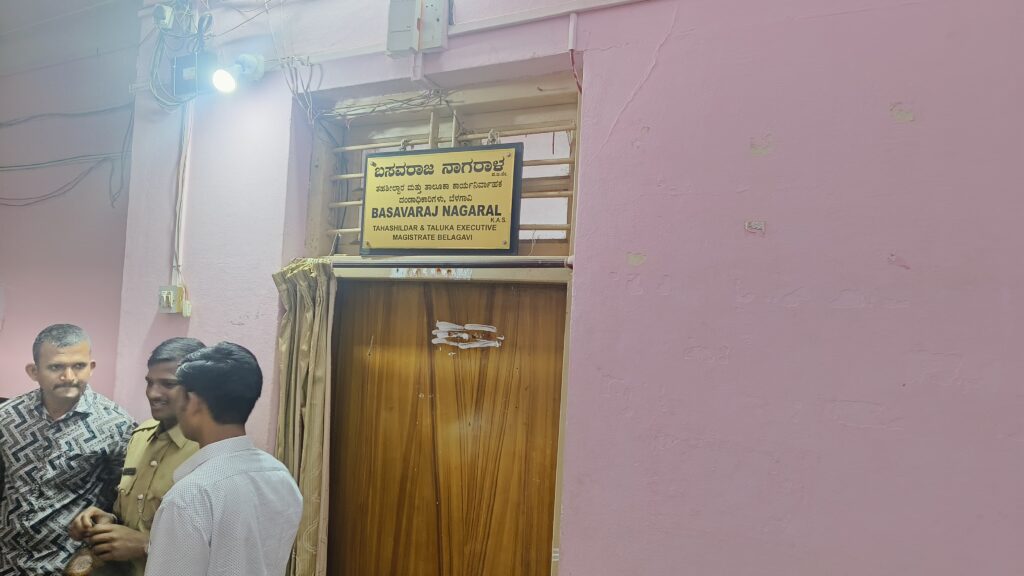 ಬಸವರಾಜ ನಾಗರಾಳ
ತಹಶೀಲ್ದಾರ ಮತ್ತು ತಾಲೂಕಾ ಕಾರ್ಯನಿರ್ವಾಹಕ
ದಂಡಾಧಿಕಾರಿಗಳು, ಬೆಳಗಾವಿ
BASAVARAJ NAGARAL
K.A.S.
TAHASHILDAR & TALUKA EXECUTIVE
MAGISTRATE BELAGAVI